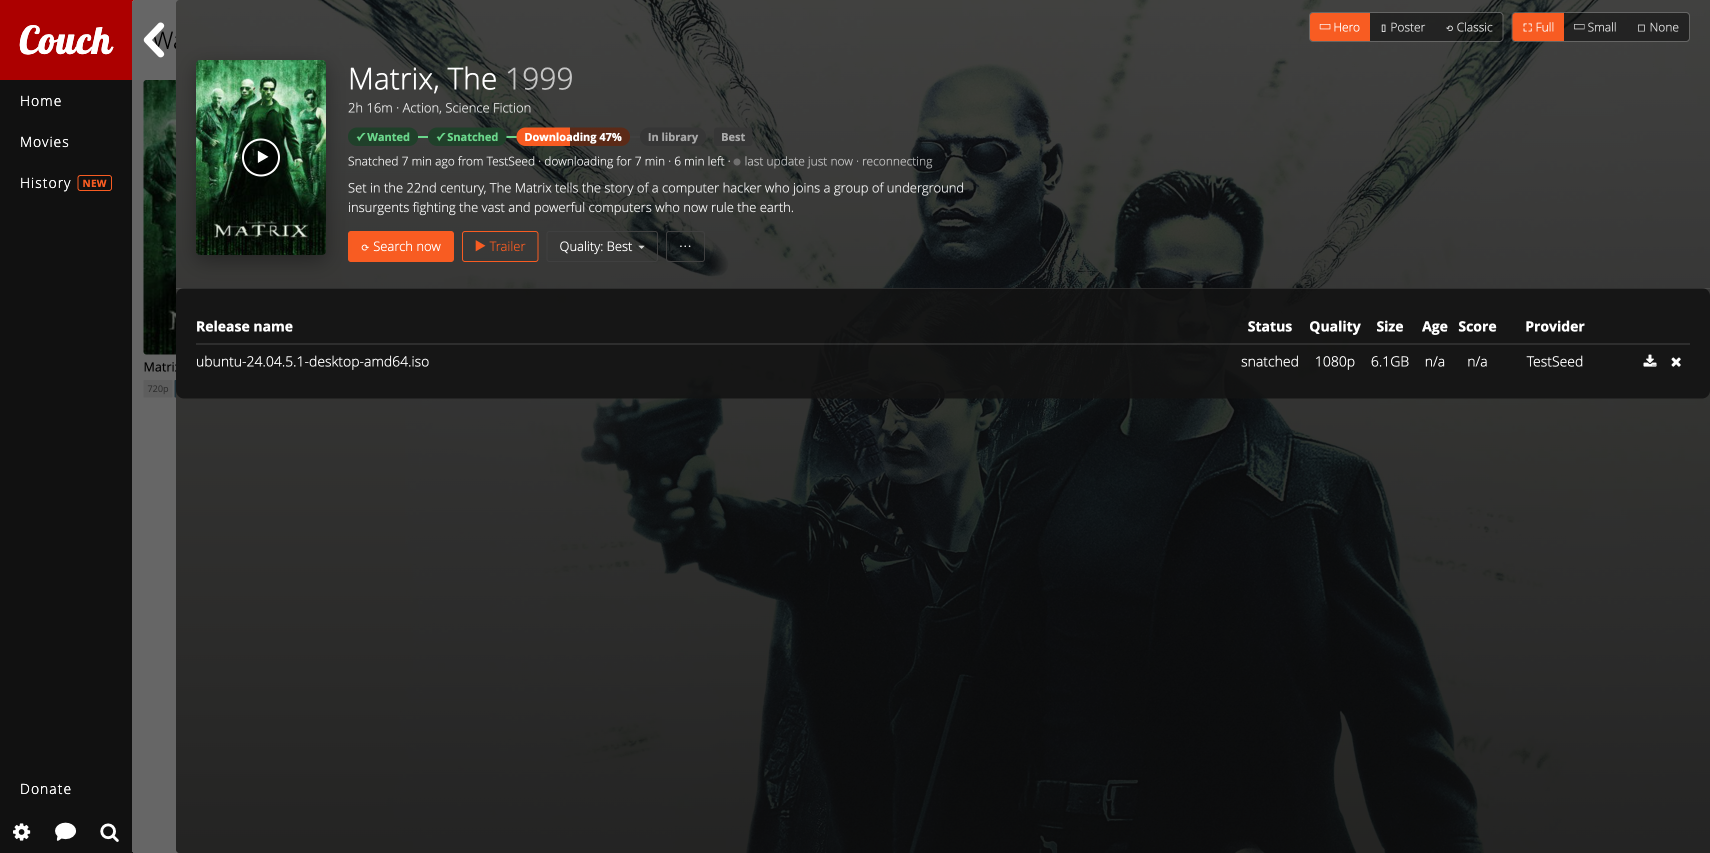 Couch
Home
Movies
History NEW
Donate
Matri
720p
Hero Poster Classic Full Small None
MATRIX
Matrix, The 1999
2h 16m · Action, Science Fiction
✓Wanted ✓Snatched Downloading 47% In library Best
Snatched 7 min ago from TestSeed · downloading for 7 min · 6 min left · last update just now · reconnecting
Set in the 22nd century, The Matrix tells the story of a computer hacker who joins a group of underground
insurgents fighting the vast and powerful computers who now rule the earth.
Search now Trailer Quality: Best ...
Release name Status Quality Size Age Score Provider
ubuntu-24.04.5.1-desktop-amd64.iso snatched 1080p 6.1GB n/a n/a TestSeed